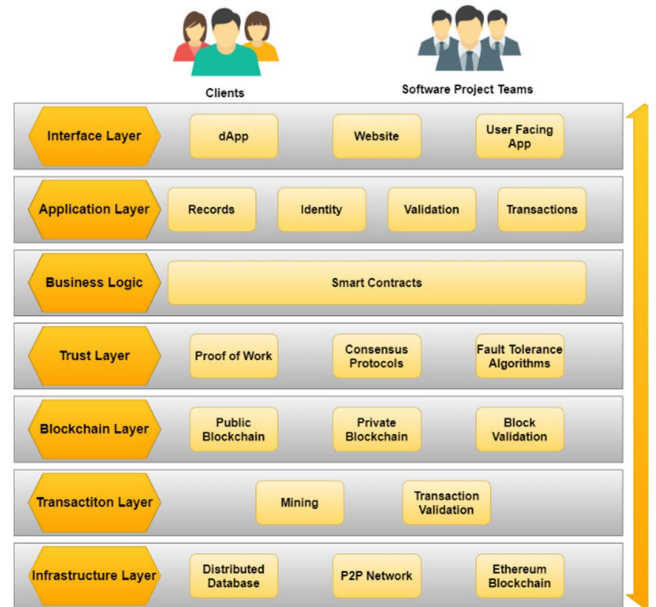 Clients
Software Project Teams
Interface Layer
dApp
Website
User Facing
App
Application Layer
Records
Identity
Validation
Transactions
Business Logic
Smart Contracts
Trust Layer
Proof of Work
Consensus
Protocols
Fault Tolerance
Algorithms
Blockchain Layer
Public
Blockchain
Private
Blockchain
Block
Validation
Transactiton Layer
Mining
Transaction
Validation
Infrastructure Layer
Distributed
Database
P2P Network
Ethereum
Blockchain